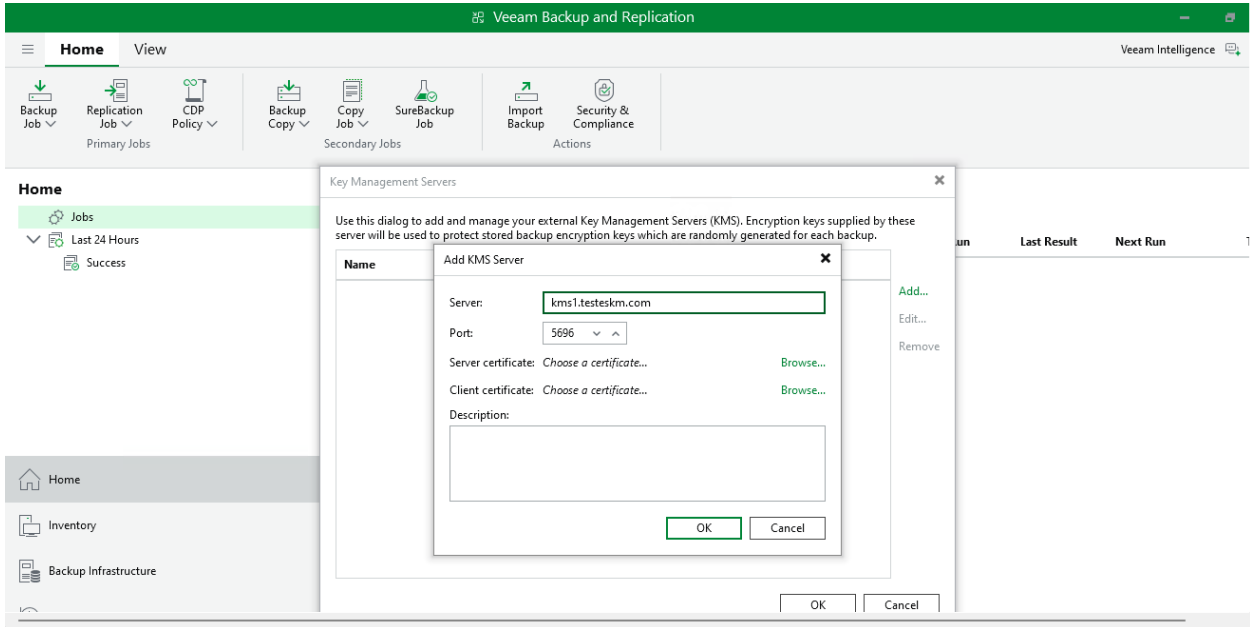 Veeam Backup and Replication
Home View
Veeam Intelligence
Backup Job
Replication Job
CDP Policy
Primary Jobs
Backup Copy
Copy Job
SureBackup Job
Secondary Jobs
Import Backup
Security & Compliance
Actions
Home
Jobs
Last 24 Hours
Success
Home
Inventory
Backup Infrastructure
Key Management Servers
Use this dialog to add and manage your external Key Management Servers (KMS). Encryption keys supplied by these
server will be used to protect stored backup encryption keys which are randomly generated for each backup.
Name
Add...
Edit...
Remove
Add KMS Server
Server: kms1.testeskm.com
Port: 5696
Server certificate: Choose a certificate... Browse...
Client certificate: Choose a certificate... Browse...
Description:
OK Cancel
OK Cancel
Last Result Next Run